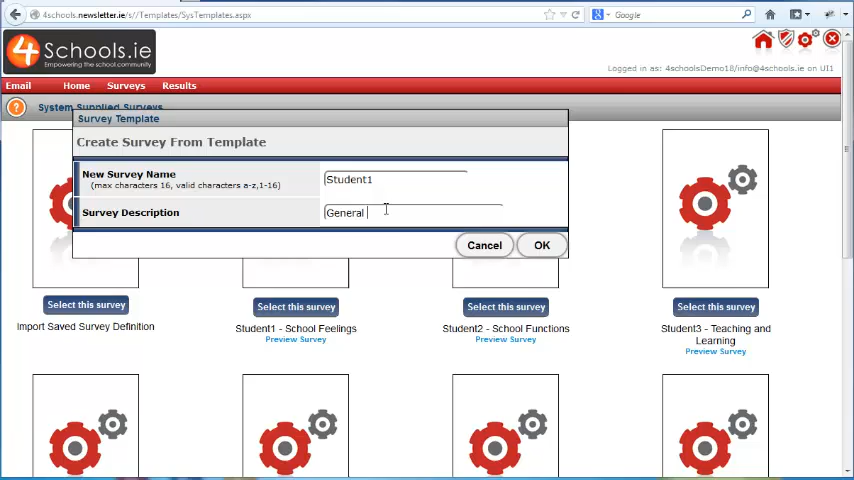 4schools.newsletter.ie/s//Templates/SysTemplates.aspx
Google
4Schools.ie
Empowering the school community
Logged in as: 4schoolsDemo18/info@4schools.ie on UI1
Email Home Surveys Results
System Supplied Surveys
Survey Template
Create Survey From Template
New Survey Name
(max characters 16, valid characters a-z,1-16)
Student1
Survey Description
General
Cancel OK
Select this survey
Import Saved Survey Definition
Select this survey
Student1 - School Feelings
Preview Survey
Select this survey
Student2 - School Functions
Preview Survey
Select this survey
Student3 - Teaching and
Learning
Preview Survey